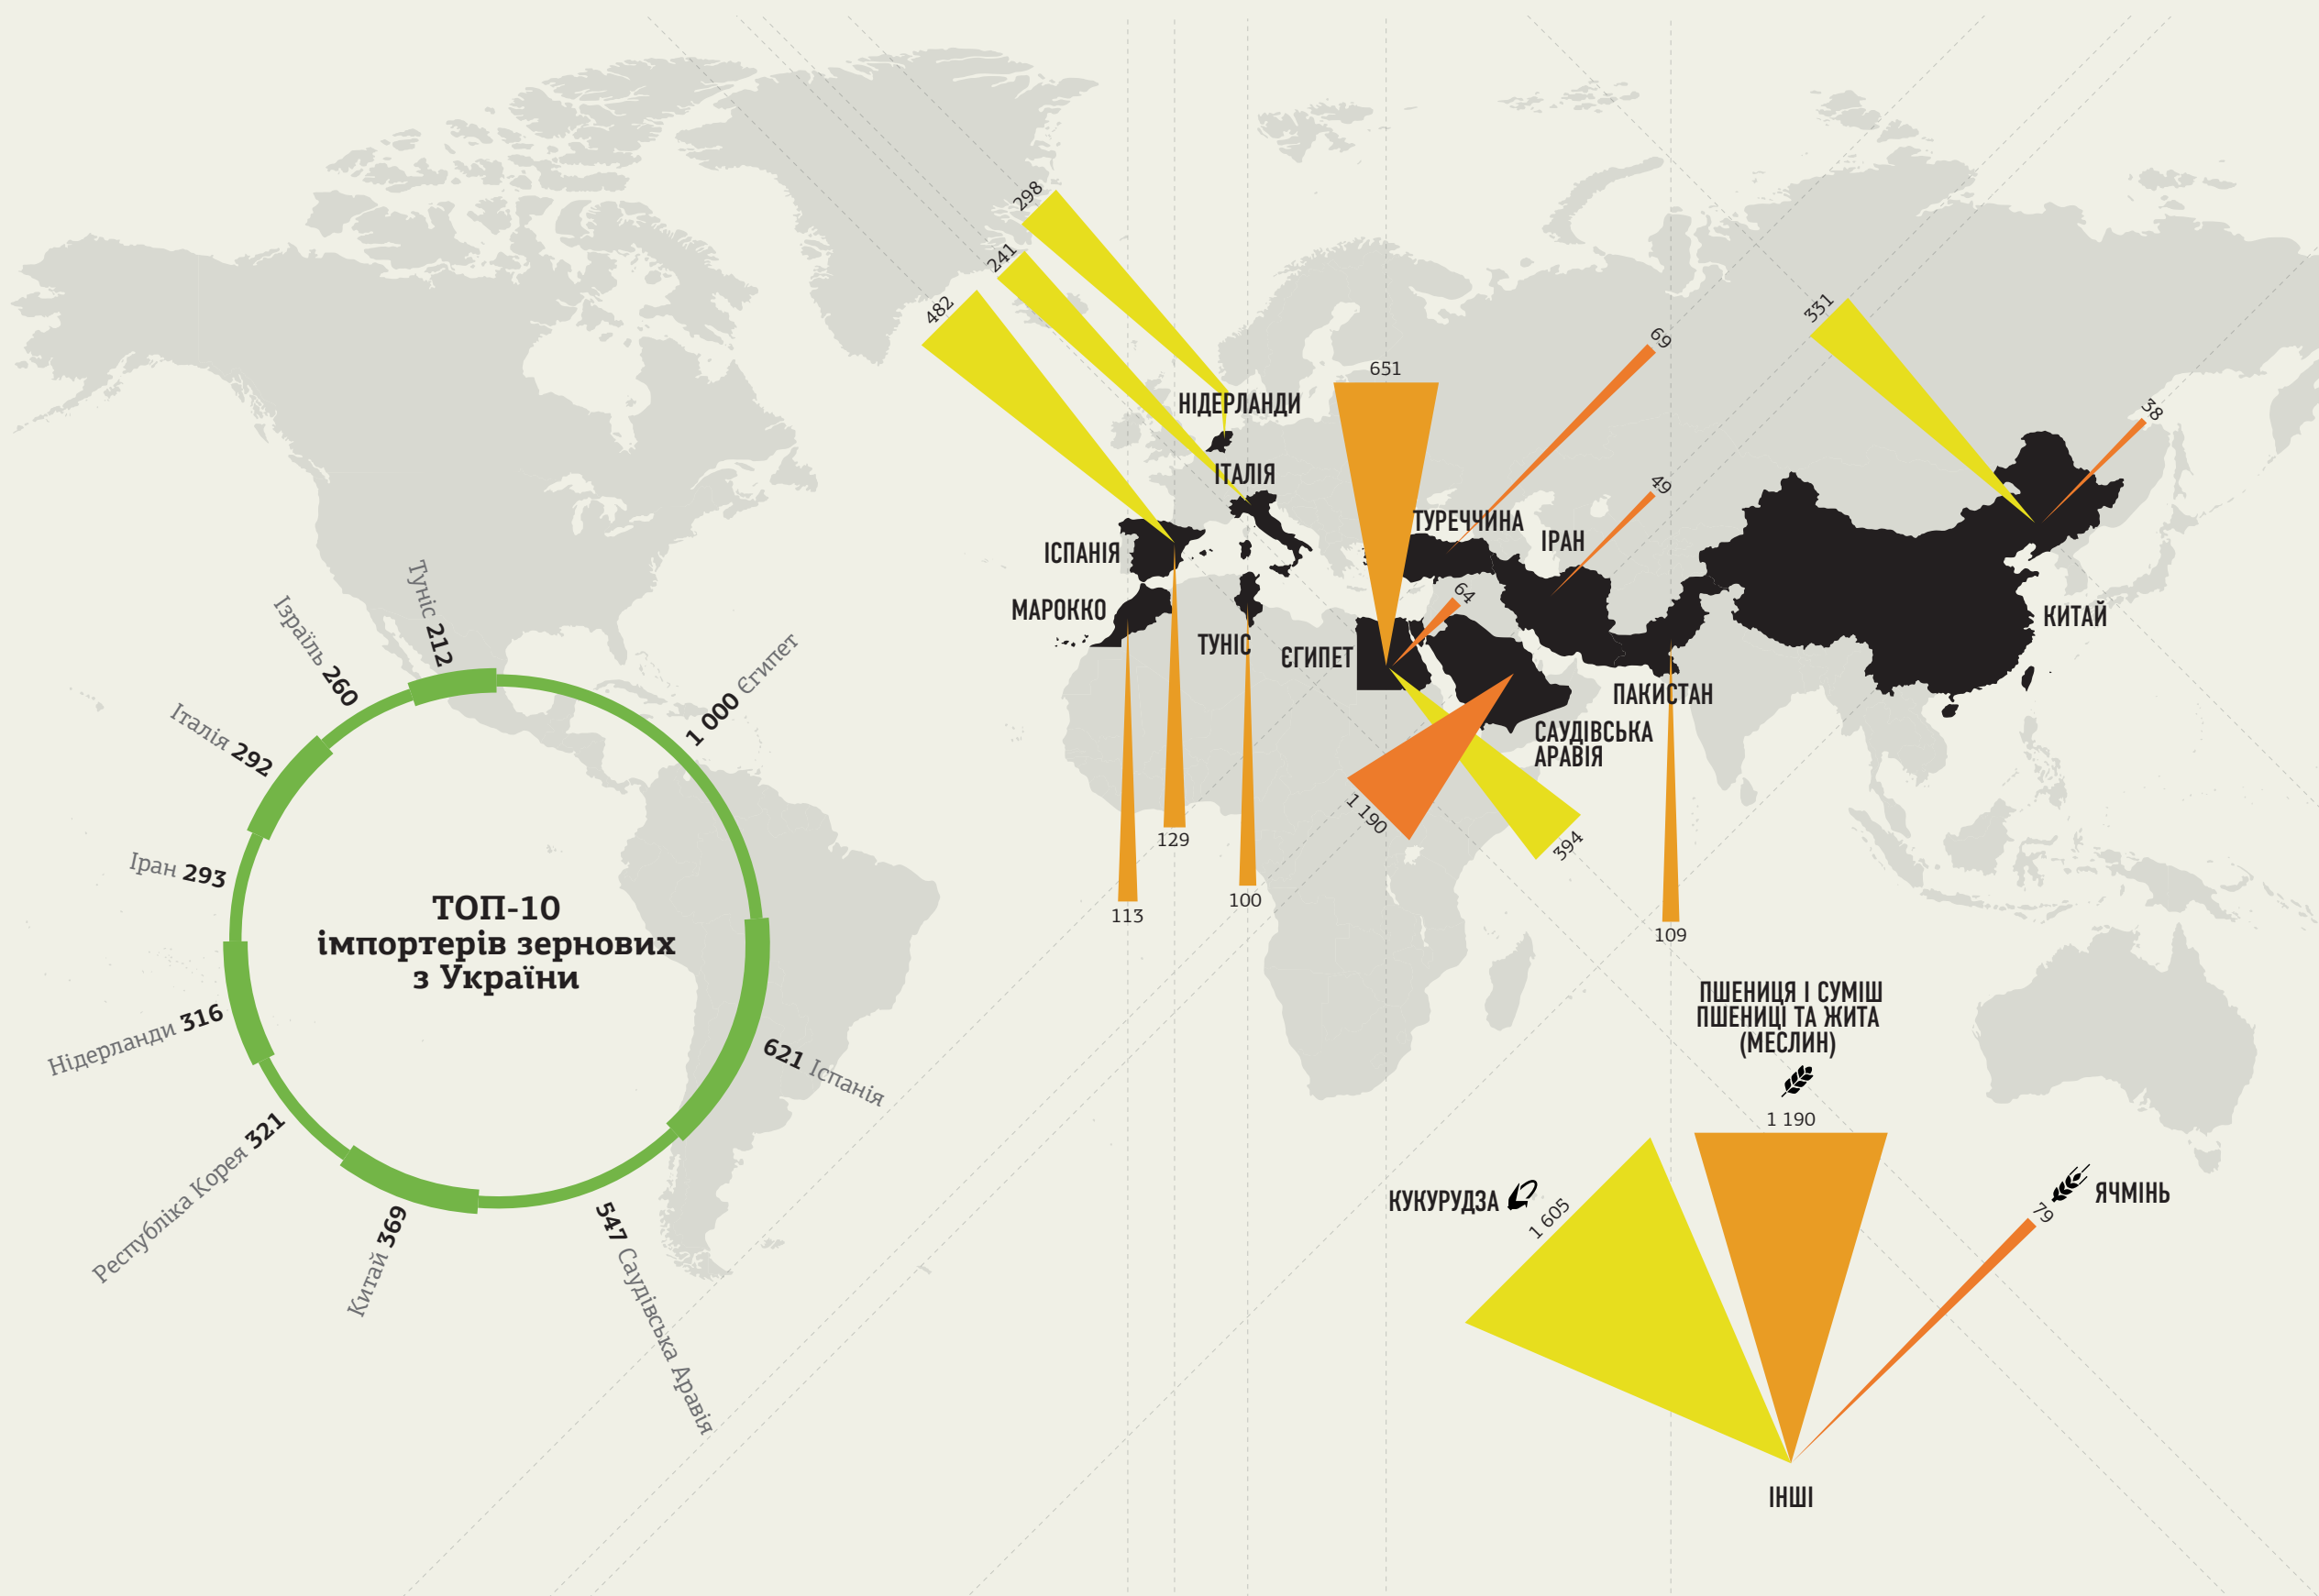 298
241
482
НІДЕРЛАНДИ
ІТАЛІЯ
ІСПАНІЯ
МАРОККО
ТУНІС
ЄГИПЕТ
651
69
49
ТУРЕЧЧИНА
ІРАН
64
331
38
КИТАЙ
ПАКИСТАН
САУДІВСЬКА
АРАВІЯ
1 190
394
129
113
100
109
ТОП-10
імпортерів зернових
з України
1 000 Єгипет
621 Іспанія
547 Саудівська Аравія
Китай 369
Республіка Корея 321
Нідерланди 316
Іран 293
Італія 292
Ізраїль 260
Туніс 212
ПШЕНИЦЯ І СУМІШ
ПШЕНИЦІ ТА ЖИТА
(МЕСЛИН)
1 190
КУКУРУДЗА
1 605
ЯЧМІНЬ
79
ІНШІ